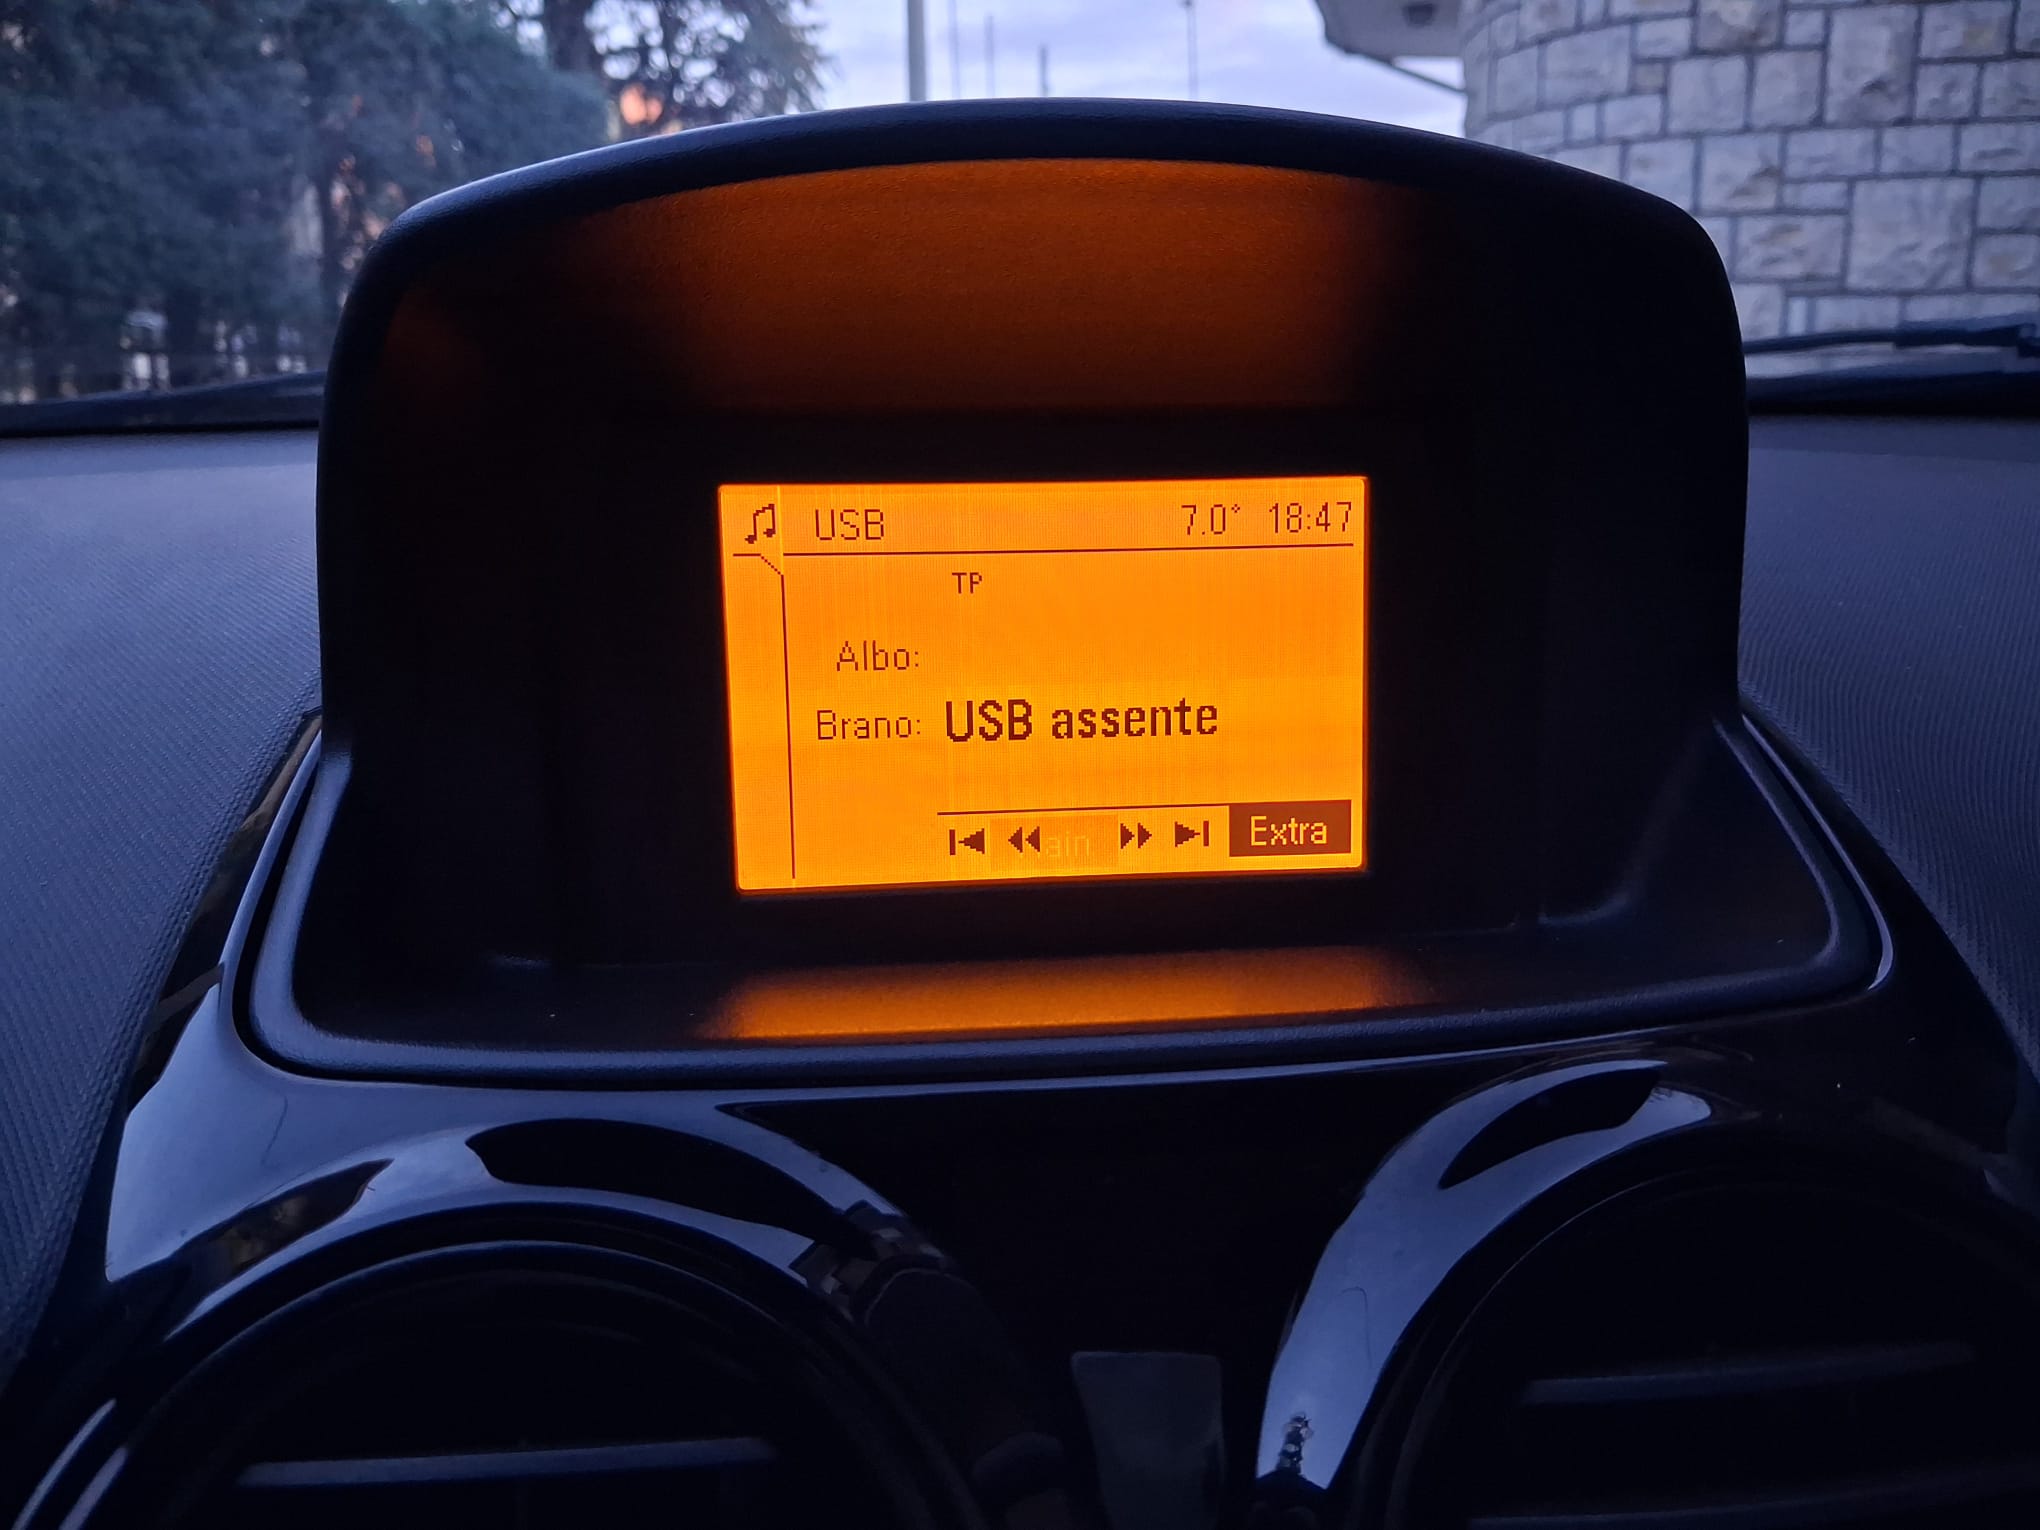 USB 7.0° 18:47
TP
Albo:
Brano: USB assente
Extra